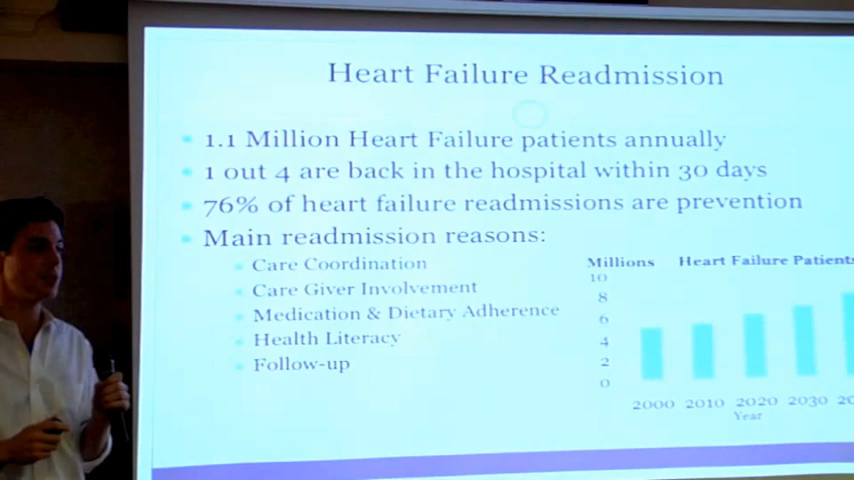 Heart Failure Readmission
1.1 Million Heart Failure patients annually
1 out 4 are back in the hospital within 30 days
76% of heart failure readmissions are prevention
Main readmission reasons:
Care Coordination
Care Giver Involvement
Medication & Dietary Adherence
Health Literacy
Follow-up
Millions Heart Failure Patients
10
8
6
4
2
0
2000 2010 2020 2030
Year